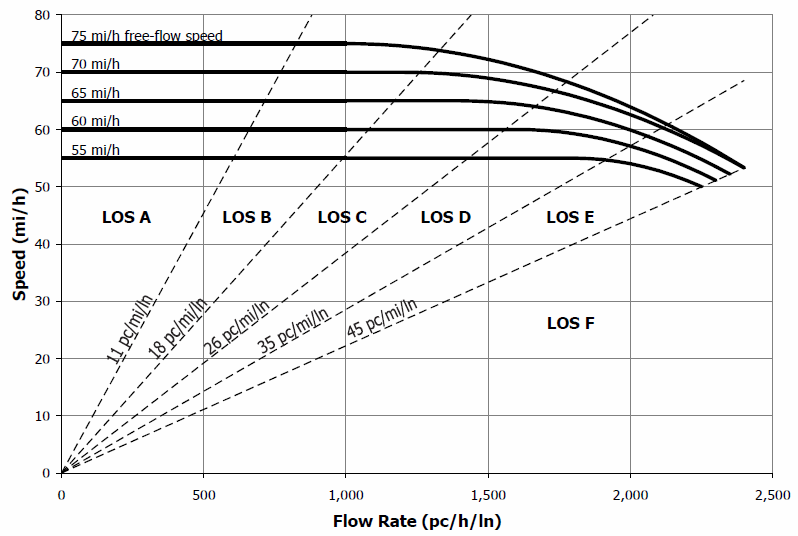 80
75 mi/h free-flow speed
70
70 mi/h
65 mi/h
60
60 mi/h
55 mi/h
50
LOS A LOS B LOS C LOS D LOS E
40
30
11 pc/mi/ln
18 pc/mi/ln
26 pc/mi/ln
35 pc/mi/ln
45 pc/mi/ln
LOS F
20
10
0
Speed (mi/h)
0 500 1,000 1,500 2,000 2,500
Flow Rate (pc/h/ln)